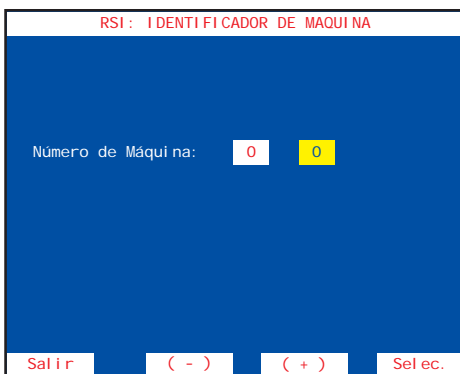 RSI: IDENTIFICADOR DE MAQUINA
Número de Máquina: 0 0
Salir ( - ) ( + ) Selec.